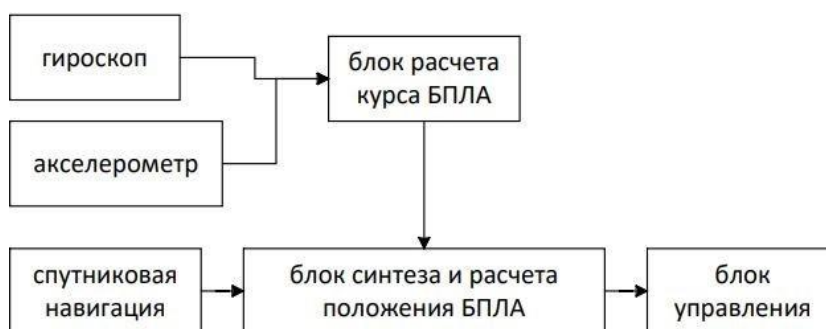 гироскоп
блок расчета
курса БПЛА
акселерометр
спутниковая
навигация
блок синтеза и расчета
положения БПЛА
блок
управления